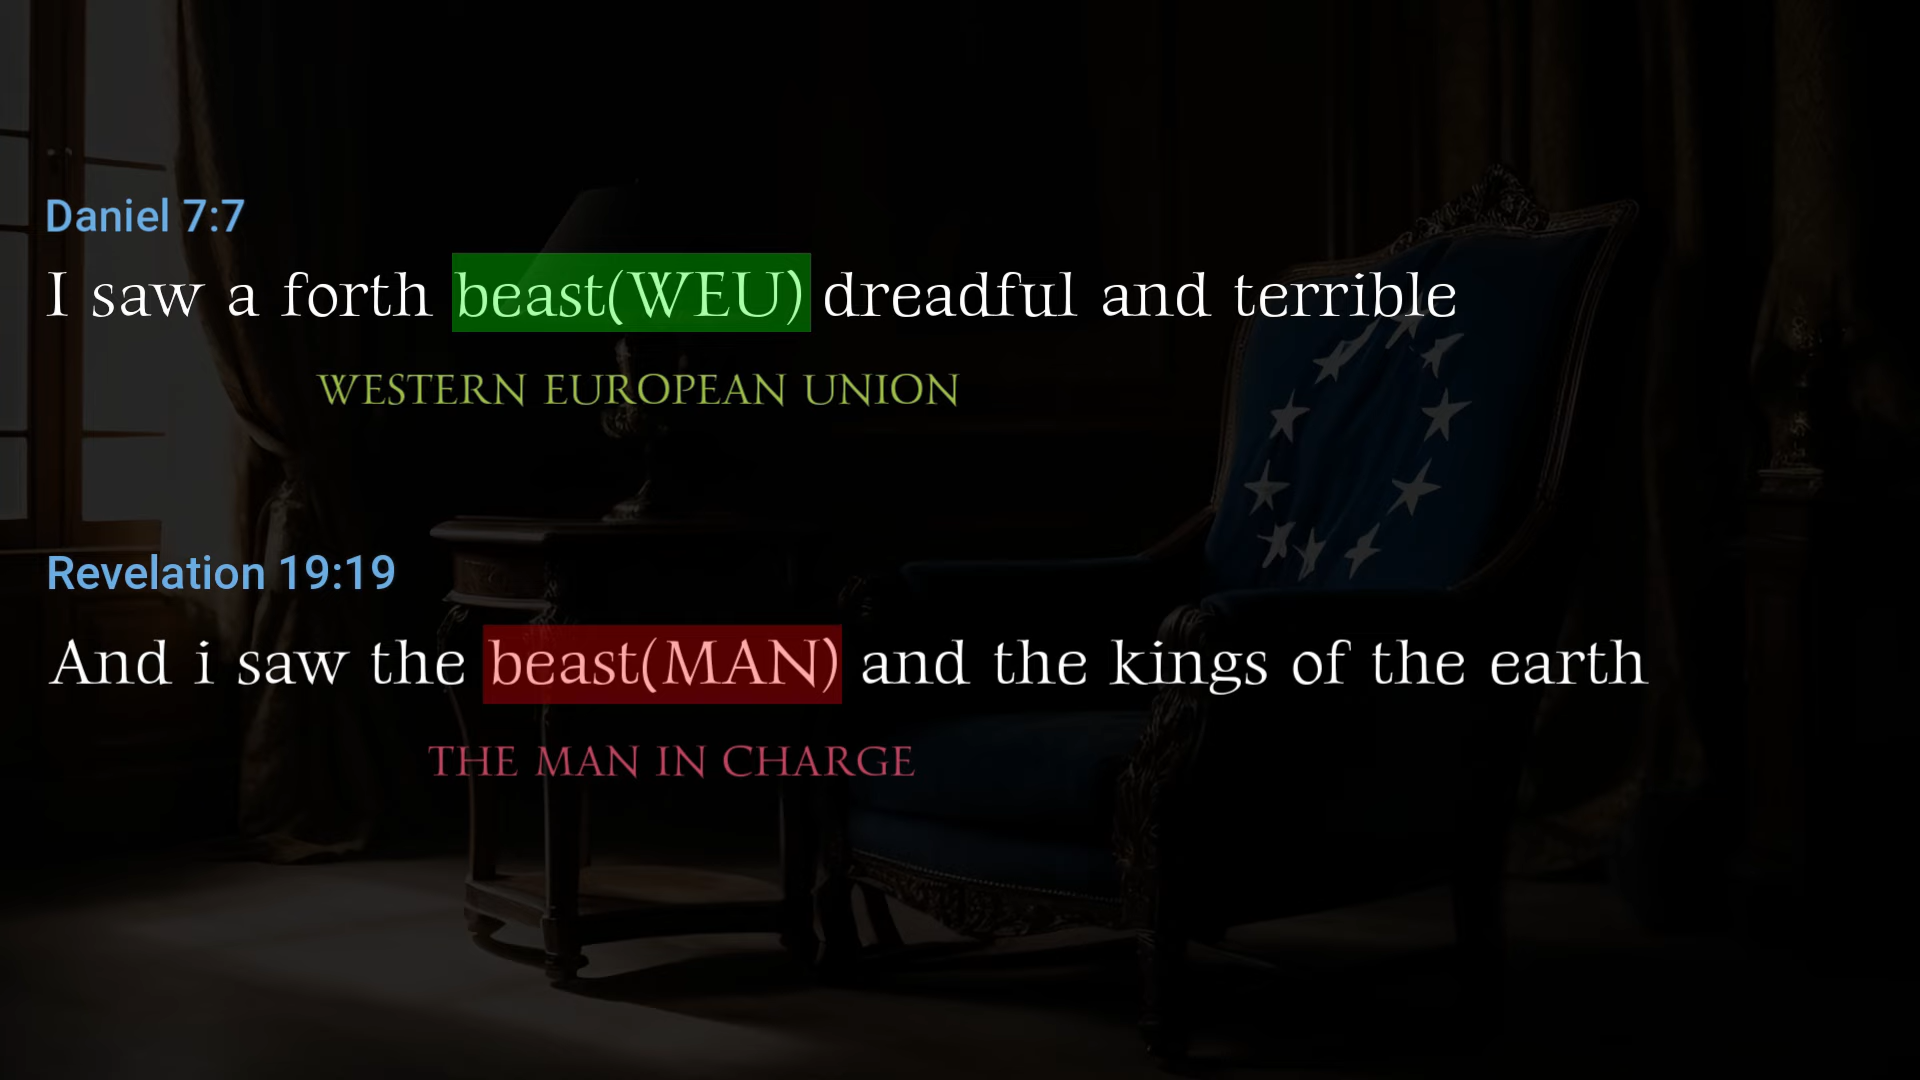 Daniel 7:7
I saw a forth beast(WEU) dreadful and terrible
WESTERN EUROPEAN UNION
Revelation 19:19
And i saw the beast(MAN) and the kings of the earth
THE MAN IN CHARGE